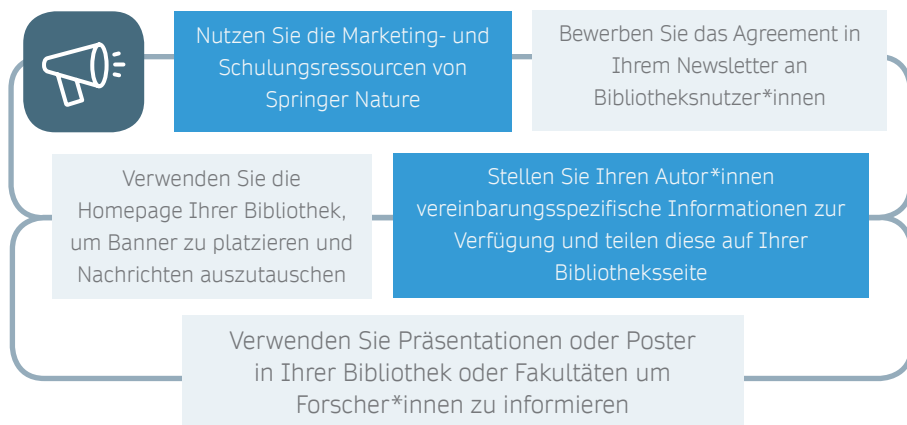 Nutzen Sie die Marketing- und
Schulungsressourcen von
Springer Nature
Bewerben Sie das Agreement in
Ihrem Newsletter an
Bibliotheksnutzer*innen
Verwenden Sie die
Homepage Ihrer Bibliothek,
um Banner zu platzieren und
Nachrichten auszutauschen
Stellen Sie Ihren Autor*innen
vereinbarungsspezifische Informationen zur
Verfügung und teilen diese auf Ihrer
Bibliotheksseite
Verwenden Sie Präsentationen oder Poster
in Ihrer Bibliothek oder Fakultäten um
Forscher*innen zu informieren